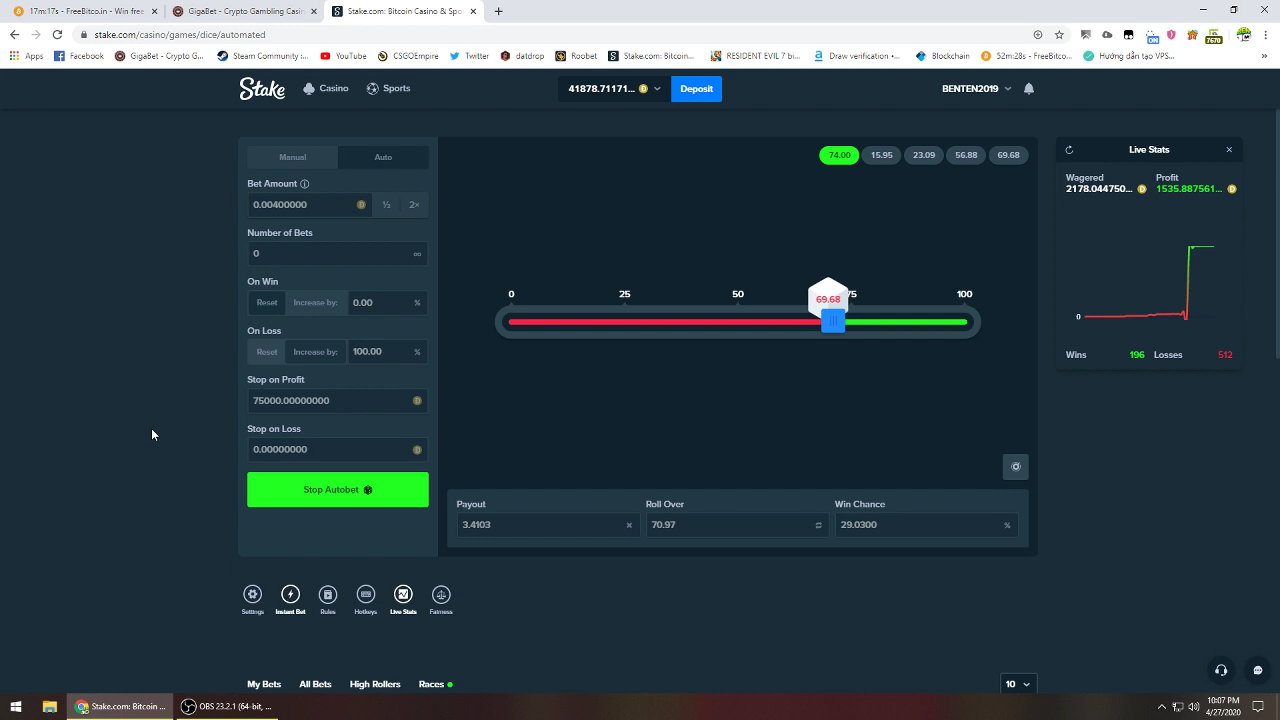 17m:17s - FreeBitco.in - Win free
GigaBet - Crypto Gambling Huntin
Stake.com: Bitcoin Casino & Spo
stake.com/casino/games/dice/automated
Apps
Facebook
GigaBet - Crypto G...
Steam Community :...
YouTube
CSGOEmpire
Twitter
datdrop
Roobet
Stake.com: Bitcoin...
RESIDENT EVIL 7 bi...
Draw verification -...
Blockchain
52m:28s - FreeBitco...
Hướng dẫn tạo VPS...
ON
7670
Stake
Casino
Sports
41878.71171...
Deposit
BENTEN2019
Manual
Auto
74.00
15.95
23.09
56.88
69.68
Live Stats
Bet Amount
0.00400000
½
2×
Wagered
2178.044750...
Profit
1535.887561...
Number of Bets
0
∞
On Win
Reset
Increase by:
0.00
%
0
25
50
75
100
69.68
0
On Loss
Reset
Increase by:
100.00
%
Wins
196
Losses
512
Stop on Profit
75000.00000000
Stop on Loss
0.00000000
Stop Autobet
Payout
3.4103
Roll Over
70.97
Win Chance
29.0300
%
Settings
Instant Bet
Rules
Hotkeys
Live Stats
Fairness
My Bets
All Bets
High Rollers
Races
10
Stake.com: Bitcoin ...
OBS 23.2.1 (64-bit, ...
10:07 PM
4/27/2020